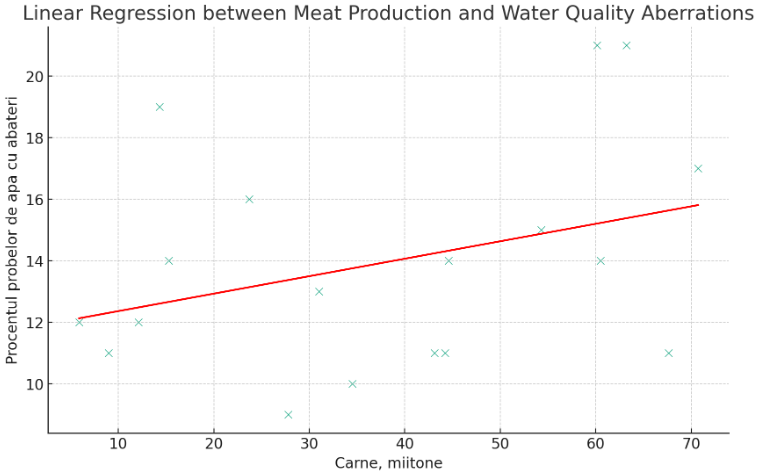 Linear Regression between Meat Production and Water Quality Aberrations
Procentul probelor de apa cu abateri
20
18
16
14
12
10
10 20 30 40 50 60 70
Carne, miitone